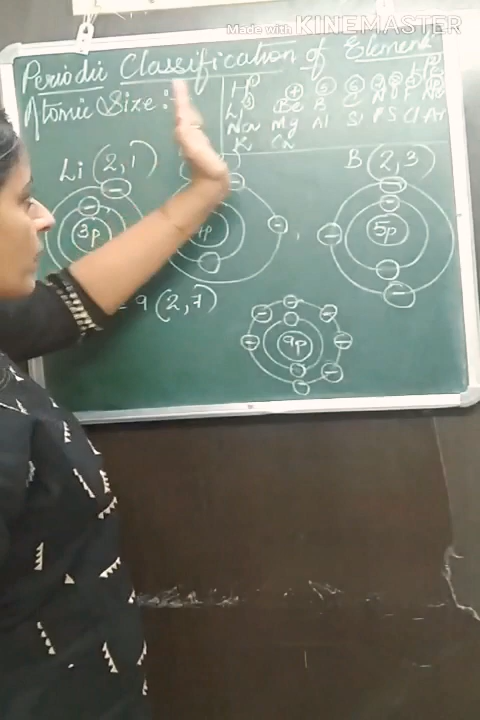 Made with KINEMASTER
Periodic Classification of Element
Atomic Size :-
H
Li Be B C
Na Mg Al Si P S Cl Ar
K Ca
Li (2, 1)
B (2, 3)
3p
5p
9 (2, 7)
9p